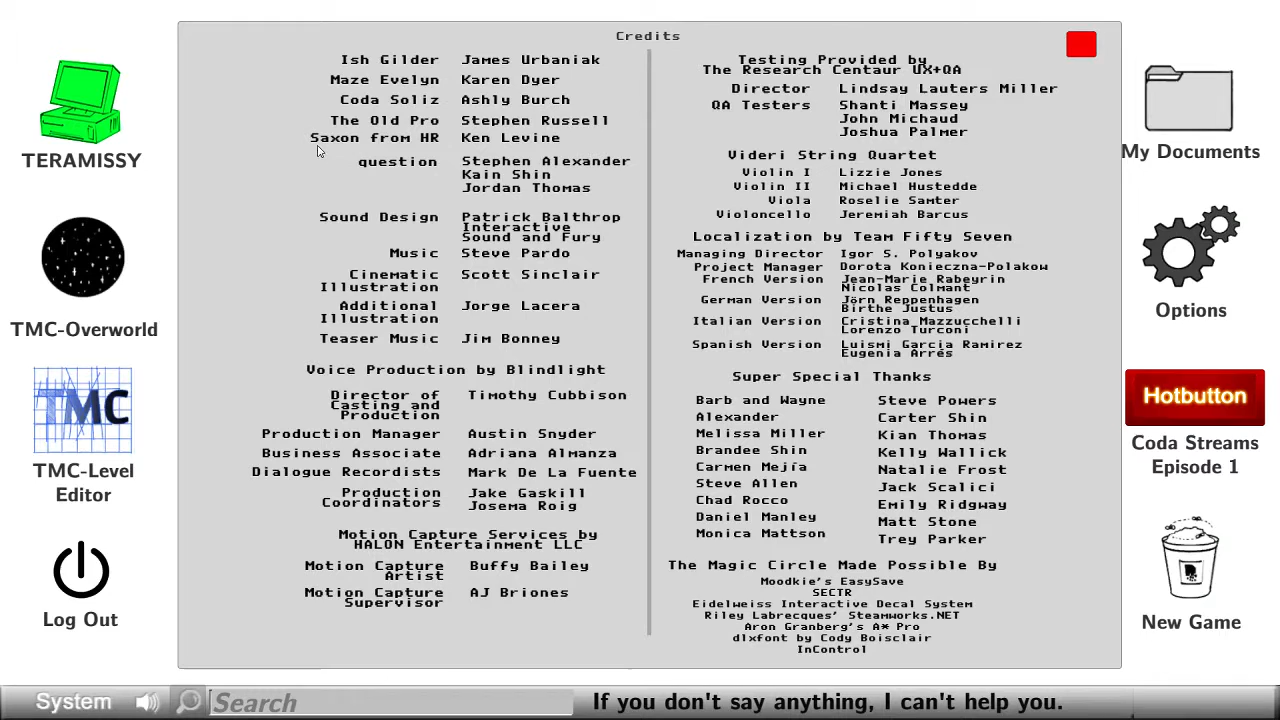 Credits
Ish Gilder James Urbaniak
Maze Evelyn Karen Dyer
Coda Soliz Ashly Burch
The Old Pro Stephen Russell
Saxon from HR Ken Levine
question Stephen Alexander
Kain Shin
Jordan Thomas
Sound Design Patrick Balthrop
Interactive
Sound and Fury
Music Steve Pardo
Cinematic Scott Sinclair
Illustration
Additional Jorge Lacera
Illustration
Teaser Music Jim Bonney
Voice Production by Blindlight
Director of Timothy Cubbison
Casting and
Production
Production Manager Austin Snyder
Business Associate Adriana Almanza
Dialogue Recordists Mark De La Fuente
Production Jake Gaskill
Coordinators Josema Roig
Motion Capture Services by
HALON Entertainment LLC
Motion Capture Buffy Bailey
Artist
Motion Capture AJ Briones
Supervisor
Testing Provided by
The Research Centaur UX+QA
Director Lindsay Lauters Miller
QA Testers Shanti Massey
John Michaud
Joshua Palmer
Videri String Quartet
Violin I Lizzie Jones
Violin II Michael Hustedde
Viola Roselie Samter
Violoncello Jeremiah Barcus
Localization by Team Fifty Seven
Managing Director Igor S. Polyakov
Project Manager Dorota Konieczna-Polakow
French Version Jean-Marie Rabeyrin
Nicolas Colmant
German Version Jörn Reppenhagen
Birthe Justus
Italian Version Cristina Mazzucchelli
Lorenzo Turconi
Spanish Version Luismi Garcia Ramirez
Eugenia Arrés
Super Special Thanks
Barb and Wayne Steve Powers
Alexander Carter Shin
Melissa Miller Kian Thomas
Brandee Shin Kelly Wallick
Carmen Mejía Natalie Frost
Steve Allen Jack Scalici
Chad Rocco Emily Ridgway
Daniel Manley Matt Stone
Monica Mattson Trey Parker
The Magic Circle Made Possible By
Moodkie's EasySave
SECTR
Eidelweiss Interactive Decal System
Riley Labrecques' Steamworks.NET
Aron Granberg's A* Pro
dlxfont by Cody Boisclair
InControl
TERAMISSY
TMC-Overworld
TMC
TMC-Level
Editor
Log Out
My Documents
Options
Hotbutton
Coda Streams
Episode 1
New Game
System Search If you don't say anything, I can't help you.